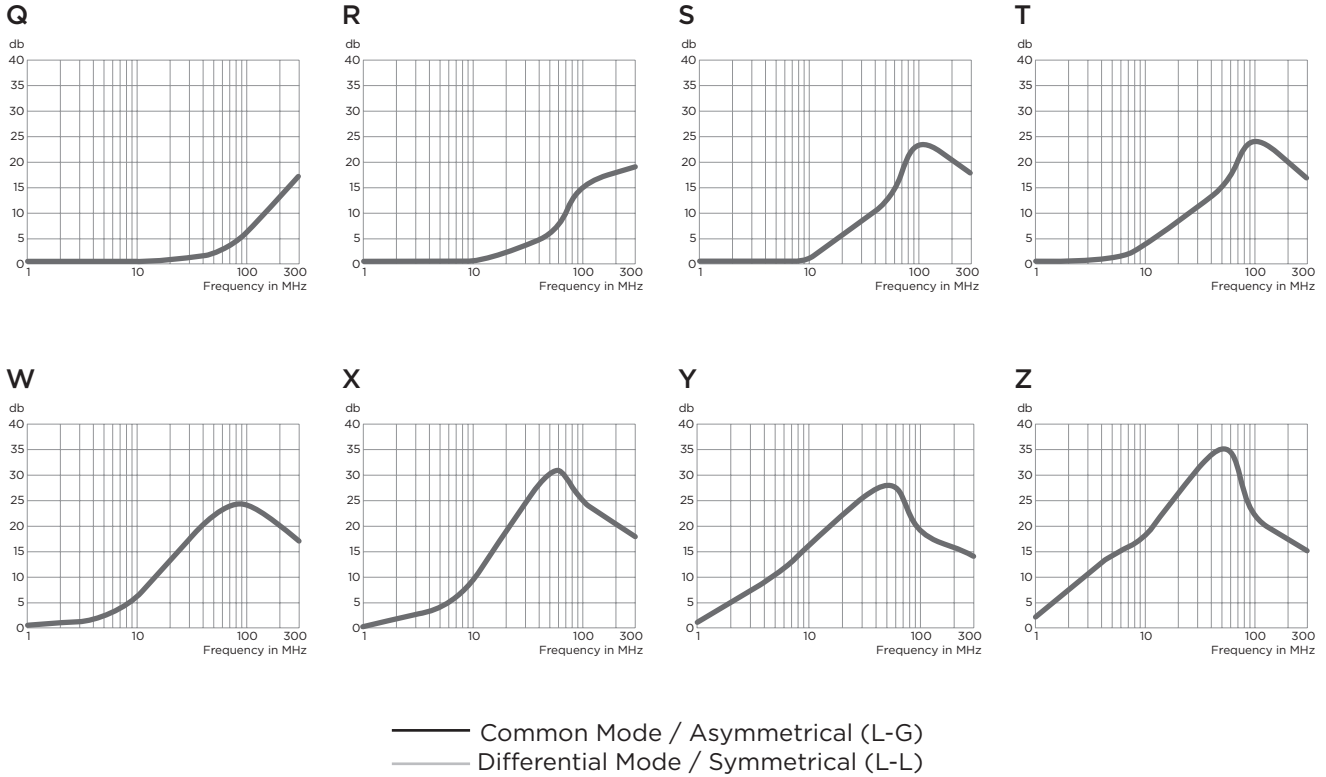 Q
db
40
35
30
25
20
15
10
5
0
1 10 100 300
Frequency in MHz
R
db
40
35
30
25
20
15
10
5
0
1 10 100 300
Frequency in MHz
S
db
40
35
30
25
20
15
10
5
0
1 10 100 300
Frequency in MHz
T
db
40
35
30
25
20
15
10
5
0
1 10 100 300
Frequency in MHz
W
db
40
35
30
25
20
15
10
5
0
1 10 100 300
Frequency in MHz
X
db
40
35
30
25
20
15
10
5
0
1 10 100 300
Frequency in MHz
Y
db
40
35
30
25
20
15
10
5
0
1 10 100 300
Frequency in MHz
Z
db
40
35
30
25
20
15
10
5
0
1 10 100 300
Frequency in MHz
Common Mode / Asymmetrical (L-G)
Differential Mode / Symmetrical (L-L)